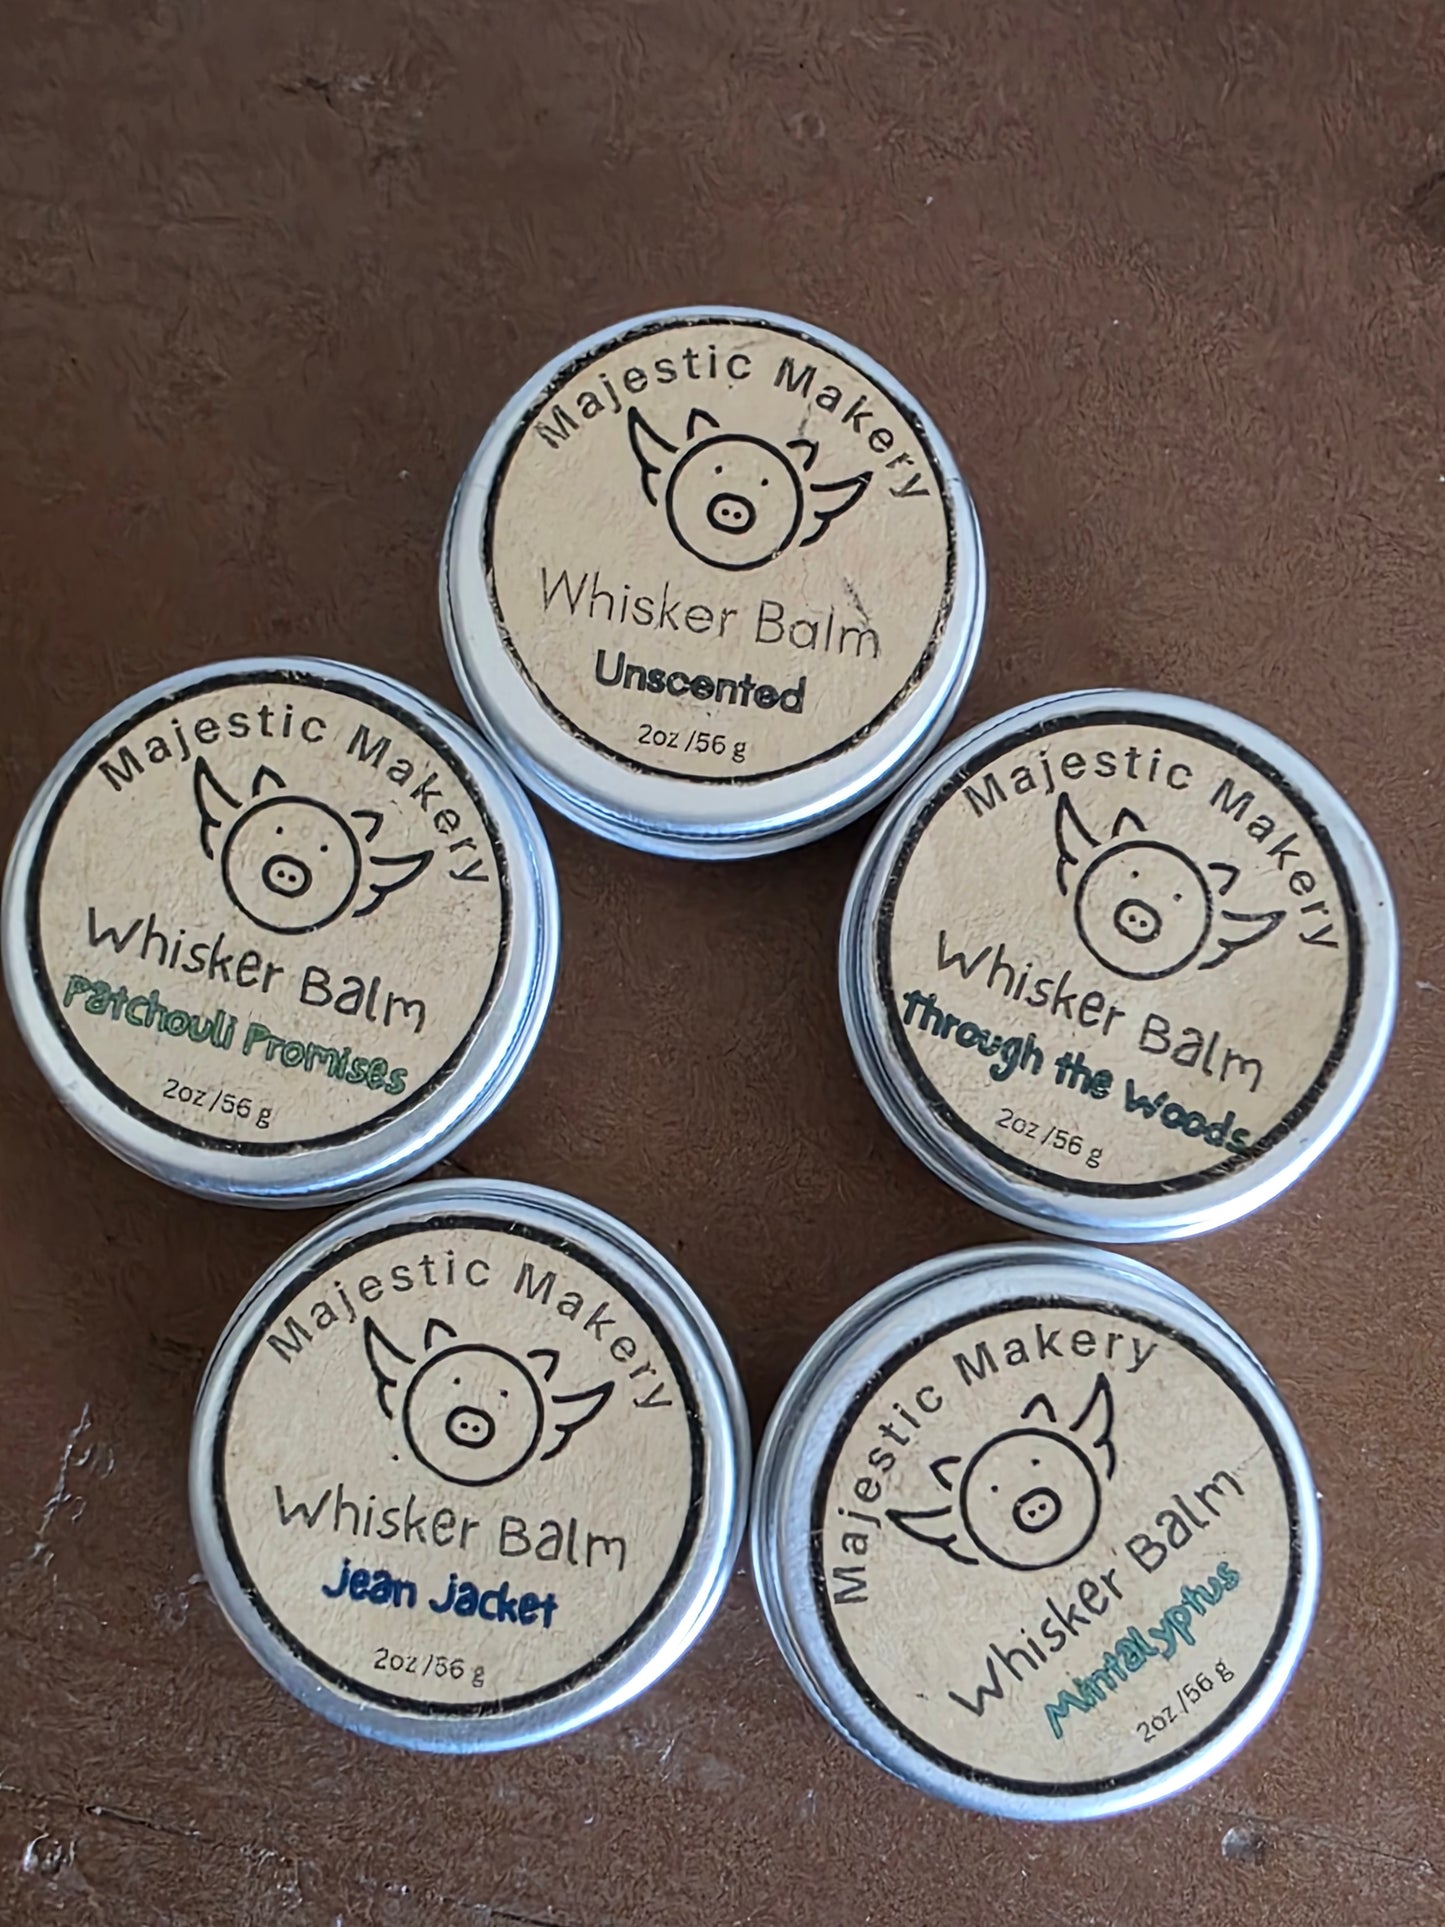 Majestic Makery
Whisker Balm
Unscented
2oz/56 g
Majestic Makery
Whisker Balm
Patchouli Promises
2oz/56 g
Majestic Makery
Whisker Balm
Through the Woods
2oz/56 g
Majestic Makery
Whisker Balm
Jean Jacket
2oz/56 g
Majestic Makery
Whisker Balm
Mintalyptus
2oz/56 g